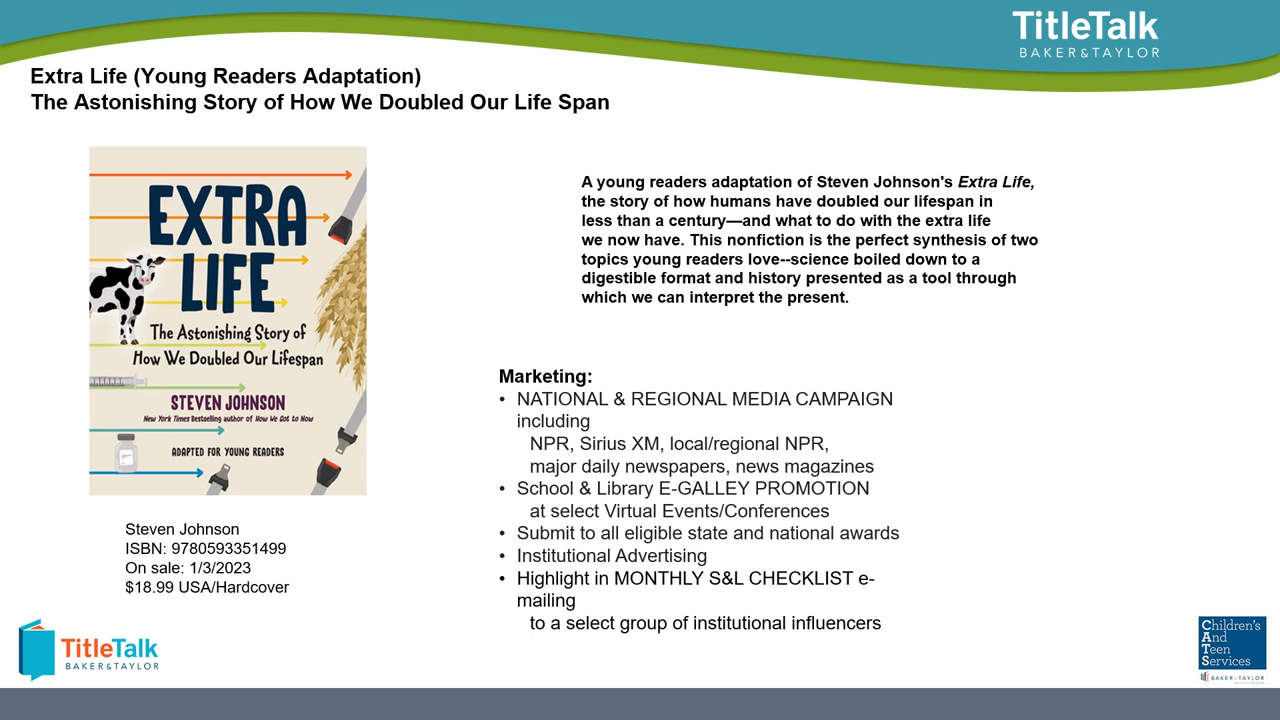 TitleTalk
BAKER & TAYLOR
Extra Life (Young Readers Adaptation)
The Astonishing Story of How We Doubled Our Life Span
EXTRA
LIFE
The Astonishing Story of
How We Doubled Our Lifespan
STEVEN JOHNSON
New York Times Bestselling author of How We Got to Now
ADAPTED FOR YOUNG READERS
Steven Johnson
ISBN: 9780593351499
On sale: 1/3/2023
$18.99 USA/Hardcover
A young readers adaptation of Steven Johnson's Extra Life,
the story of how humans have doubled our lifespan in
less than a century—and what to do with the extra life
we now have. This nonfiction is the perfect synthesis of two
topics young readers love--science boiled down to a
digestible format and history presented as a tool through
which we can interpret the present.
Marketing:
• NATIONAL & REGIONAL MEDIA CAMPAIGN
including
NPR, Sirius XM, local/regional NPR,
major daily newspapers, news magazines
• School & Library E-GALLEY PROMOTION
at select Virtual Events/Conferences
• Submit to all eligible state and national awards
• Institutional Advertising
• Highlight in MONTHLY S&L CHECKLIST e-
mailing
to a select group of institutional influencers
TitleTalk
BAKER & TAYLOR
Children's
And
Teen
Services
BAKER & TAYLOR